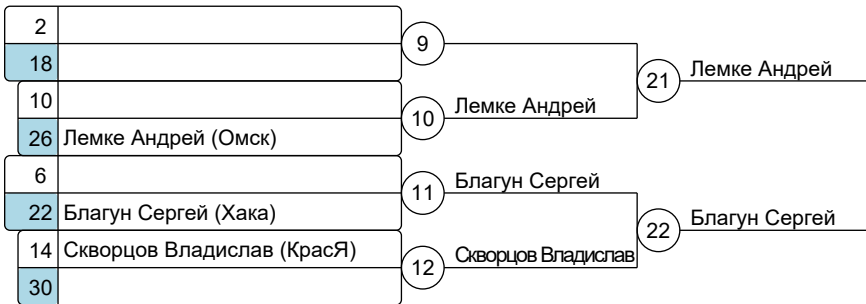 2
18
9
10
26 Лемке Андрей (Омск)
10 Лемке Андрей
21 Лемке Андрей
6
22 Благун Сергей (Хака)
11 Благун Сергей
14 Скворцов Владислав (КрасЯ)
30
12 Скворцов Владислав
22 Благун Сергей